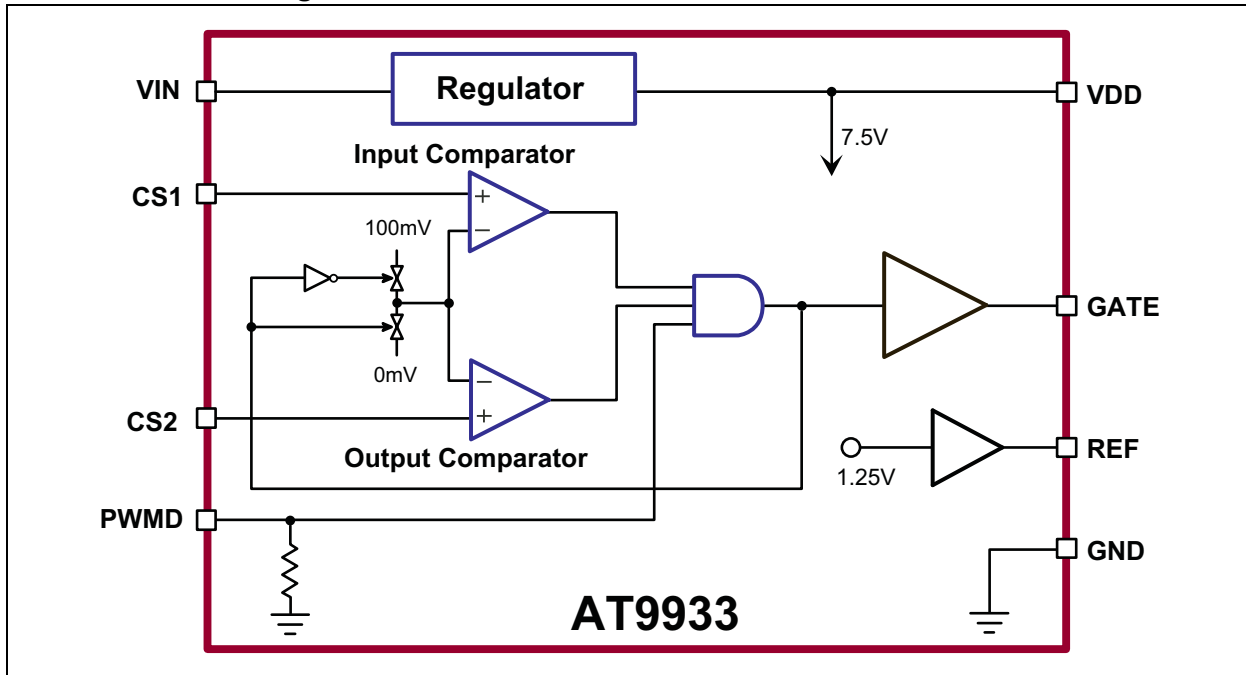 VIN
Regulator
VDD
7.5V
Input Comparator
CS1
+
−
100mV
GATE
0mV
−
+
CS2
Output Comparator
1.25V
REF
PWMD
GND
AT9933